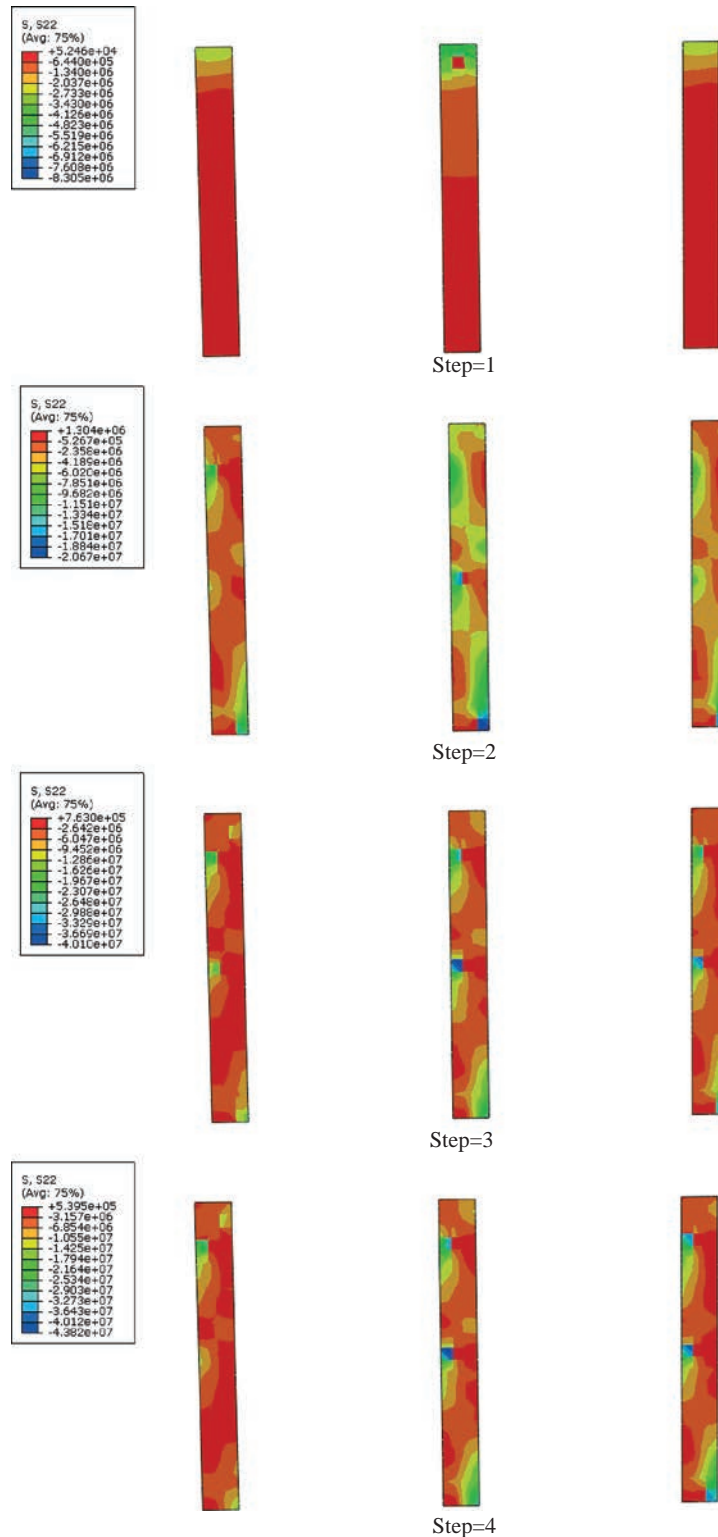 S, S22
(Avg: 75%)
+5.246e+04
-6.440e+05
-1.340e+06
-2.037e+06
-2.733e+06
-3.430e+06
-4.126e+06
-4.823e+06
-5.519e+06
-6.215e+06
-6.912e+06
-7.608e+06
-8.305e+06
Step=1
S, S22
(Avg: 75%)
+1.304e+06
-5.267e+05
-2.358e+06
-4.189e+06
-6.020e+06
-7.851e+06
-9.682e+06
-1.151e+07
-1.334e+07
-1.518e+07
-1.701e+07
-1.884e+07
-2.067e+07
Step=2
S, S22
(Avg: 75%)
+7.630e+05
-2.642e+06
-6.047e+06
-9.452e+06
-1.286e+07
-1.626e+07
-1.967e+07
-2.307e+07
-2.648e+07
-2.988e+07
-3.329e+07
-3.669e+07
-4.010e+07
Step=3
S, S22
(Avg: 75%)
+5.395e+05
-3.157e+06
-6.854e+06
-1.055e+07
-1.425e+07
-1.794e+07
-2.164e+07
-2.534e+07
-2.903e+07
-3.273e+07
-3.643e+07
-4.012e+07
-4.382e+07
Step=4